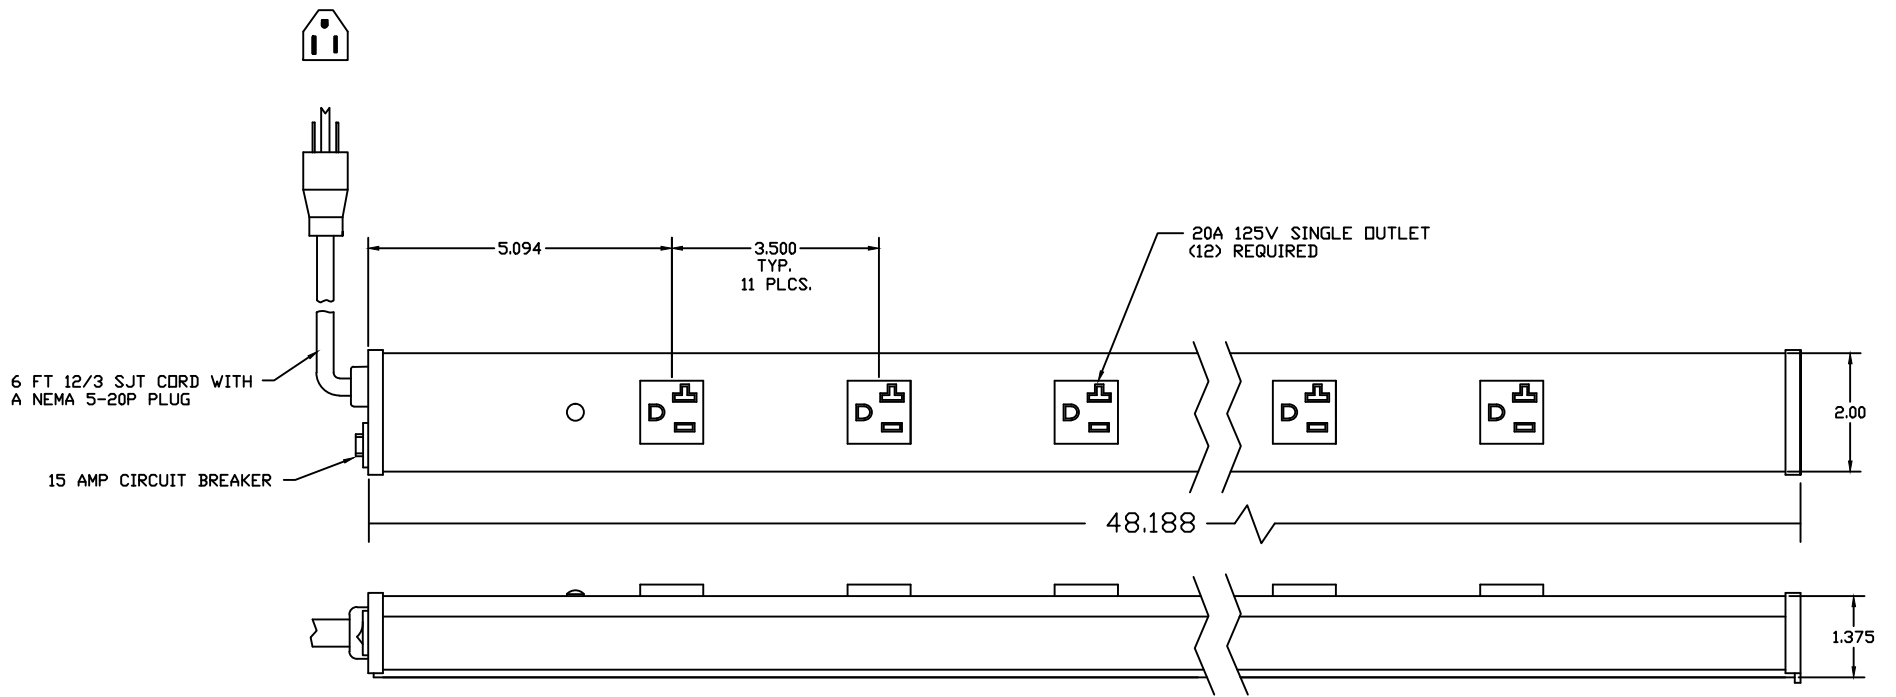 20A 125V SINGLE OUTLET
(12) REQUIRED
5.094
3.500
TYP.
11 PLCS.
6 FT 12/3 SJT CORD WITH
A NEMA 5-20P PLUG
2.00
15 AMP CIRCUIT BREAKER
48.188
1.375